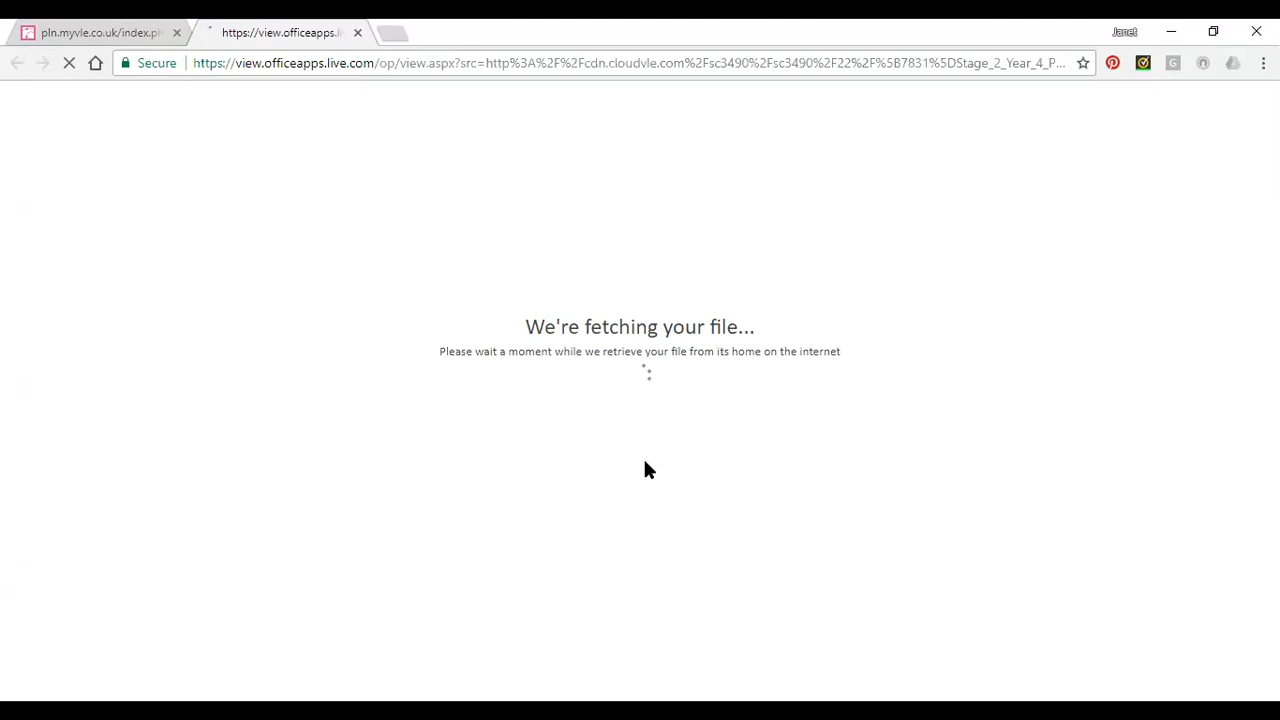 pln.myvle.co.uk/index.ph
https://view.officeapps.li
Janet
Secure
https://view.officeapps.live.com/op/view.aspx?src=http%3A%2F%2Fcdn.cloudvle.com%2Fsc3490%2Fsc3490%2F22%2F%5B7831%5DStage_2_Year_4_P...
We're fetching your file...
Please wait a moment while we retrieve your file from its home on the internet